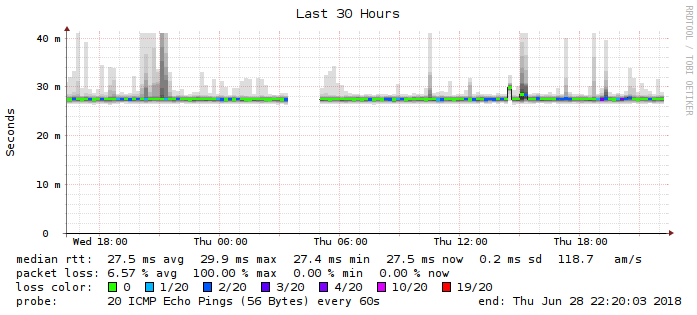 Last 30 Hours
RRDTOOL / TOBI OETIKER
Seconds
40 m
30 m
20 m
10 m
0
Wed 18:00 Thu 00:00 Thu 06:00 Thu 12:00 Thu 18:00
median rtt: 27.5 ms avg 29.9 ms max 27.4 ms min 27.5 ms now 0.2 ms sd 118.7 am/s
packet loss: 6.57 % avg 100.00 % max 0.00 % min 0.00 % now
loss color: 0 1/20 2/20 3/20 4/20 10/20 19/20
probe: 20 ICMP Echo Pings (56 Bytes) every 60s end: Thu Jun 28 22:20:03 2018